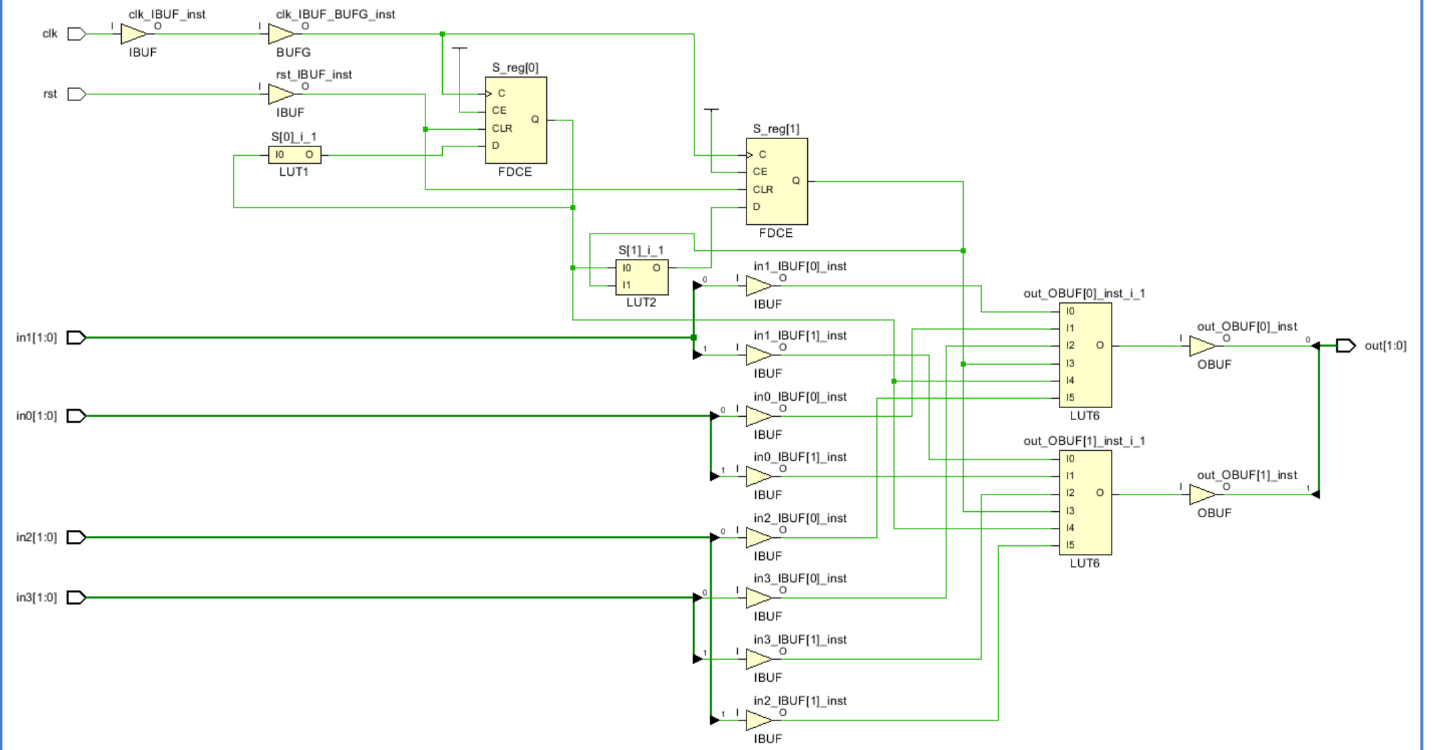 clk
I
clk_IBUF_inst
O
IBUF
I
clk_IBUF_BUFG_inst
O
BUFG
rst
I
rst_IBUF_inst
O
IBUF
S[0]_i_1
I0 O
LUT1
S_reg[0]
C
CE
CLR
D
Q
FDCE
S_reg[1]
C
CE
CLR
D
Q
FDCE
S[1]_i_1
I0 O
I1
LUT2
in1[1:0]
0
I
in1_IBUF[0]_inst
O
IBUF
1
I
in1_IBUF[1]_inst
O
IBUF
in0[1:0]
0
I
in0_IBUF[0]_inst
O
IBUF
1
I
in0_IBUF[1]_inst
O
IBUF
in2[1:0]
0
I
in2_IBUF[0]_inst
O
IBUF
in3[1:0]
0
I
in3_IBUF[0]_inst
O
IBUF
1
I
in3_IBUF[1]_inst
O
IBUF
1
I
in2_IBUF[1]_inst
O
IBUF
out_OBUF[0]_inst_i_1
I0
I1
I2
I3
I4
I5
O
LUT6
out_OBUF[1]_inst_i_1
I0
I1
I2
I3
I4
I5
O
LUT6
I
out_OBUF[0]_inst
O
OBUF
0
out[1:0]
I
out_OBUF[1]_inst
O
OBUF
1